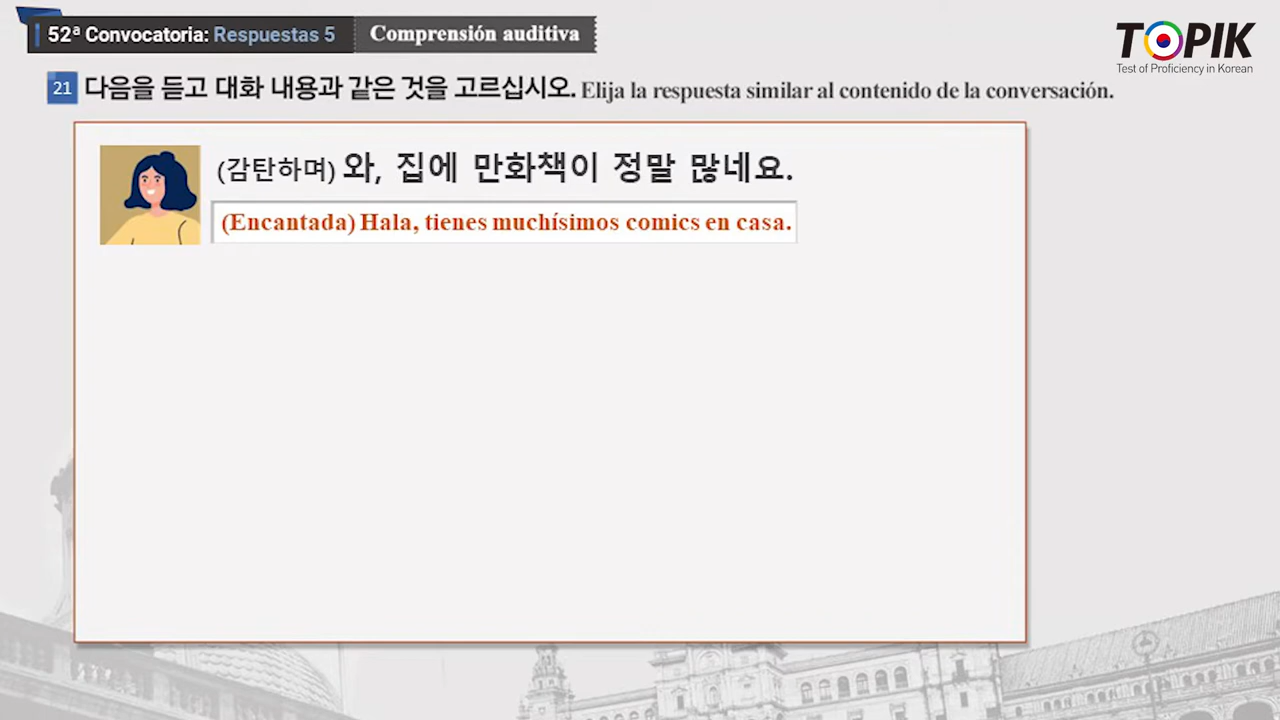 52ª Convocatoria: Respuestas 5 Comprensión auditiva
TOPIK
Test of Proficiency in Korean
21 다음을 듣고 대화 내용과 같은 것을 고르십시오. Elija la respuesta similar al contenido de la conversación.
(감탄하며) 와, 집에 만화책이 정말 많네요.
(Encantada) Hala, tienes muchísimos comics en casa.